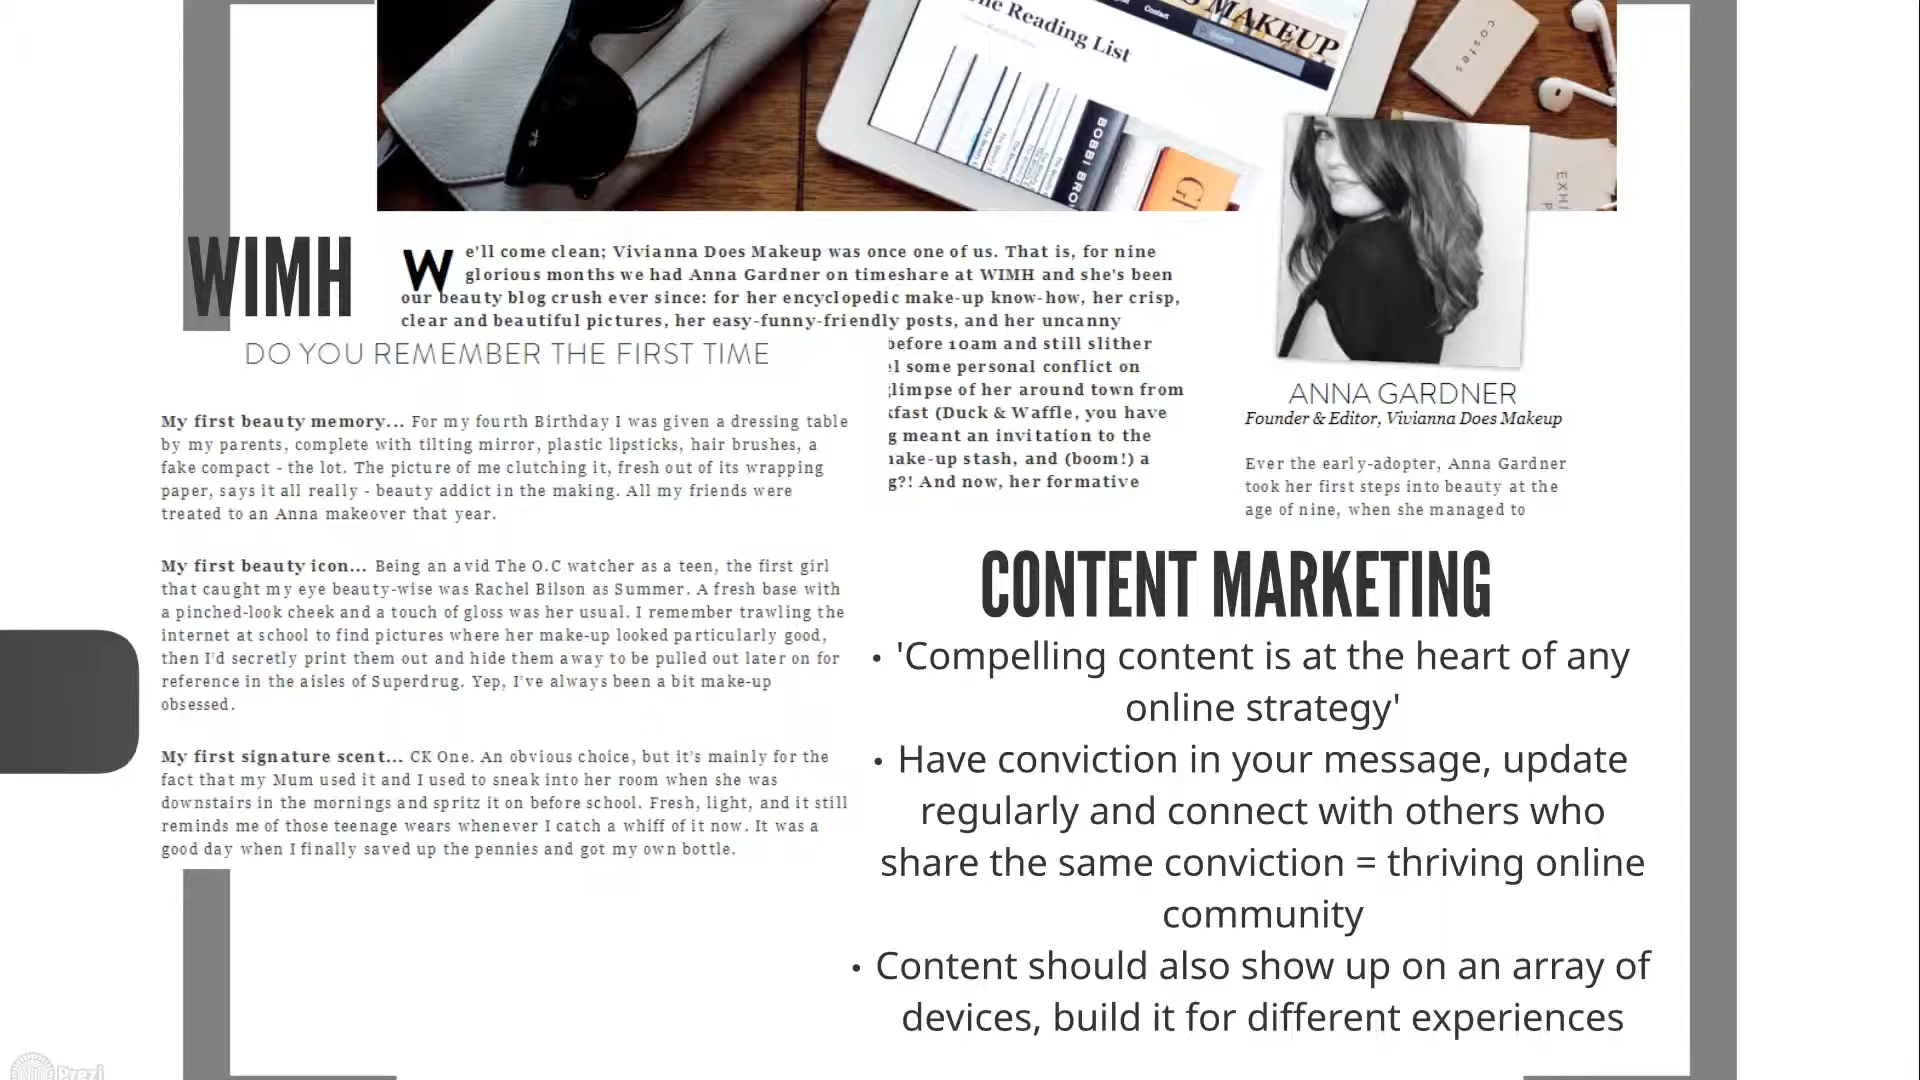 The Reading List
Contact
S MAKEUP
Search
costes
BOBBI BRO
GI
EXHI
P
WIMH
We'll come clean; Vivianna Does Makeup was once one of us. That is, for nine
glorious months we had Anna Gardner on timeshare at WIMH and she's been
our beauty blog crush ever since: for her encyclopedic make-up know-how, her crisp,
clear and beautiful pictures, her easy-funny-friendly posts, and her uncanny
before 10am and still slither
el some personal conflict on
glimpse of her around town from
kfast (Duck & Waffle, you have
g meant an invitation to the
make-up stash, and (boom!) a
g?! And now, her formative
DO YOU REMEMBER THE FIRST TIME
My first beauty memory... For my fourth Birthday I was given a dressing table
by my parents, complete with tilting mirror, plastic lipsticks, hair brushes, a
fake compact - the lot. The picture of me clutching it, fresh out of its wrapping
paper, says it all really - beauty addict in the making. All my friends were
treated to an Anna makeover that year.
My first beauty icon... Being an avid The O.C watcher as a teen, the first girl
that caught my eye beauty-wise was Rachel Bilson as Summer. A fresh base with
a pinched-look cheek and a touch of gloss was her usual. I remember trawling the
internet at school to find pictures where her make-up looked particularly good,
then I'd secretly print them out and hide them away to be pulled out later on for
reference in the aisles of Superdrug. Yep, I've always been a bit make-up
obsessed.
My first signature scent... CK One. An obvious choice, but it's mainly for the
fact that my Mum used it and I used to sneak into her room when she was
downstairs in the mornings and spritz it on before school. Fresh, light, and it still
reminds me of those teenage wears whenever I catch a whiff of it now. It was a
good day when I finally saved up the pennies and got my own bottle.
ANNA GARDNER
Founder & Editor, Vivianna Does Makeup
Ever the early-adopter, Anna Gardner
took her first steps into beauty at the
age of nine, when she managed to
CONTENT MARKETING
• 'Compelling content is at the heart of any
online strategy'
• Have conviction in your message, update
regularly and connect with others who
share the same conviction = thriving online
community
• Content should also show up on an array of
devices, build it for different experiences
Prezi